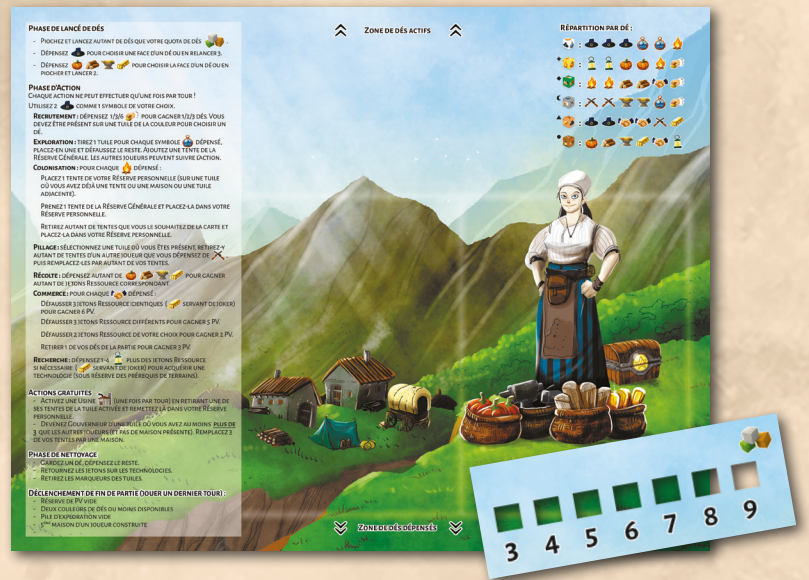 Phase de lancé de dés
- Piochez et lancez autant de dés que votre quota de dés .
- Dépensez pour choisir une face d'un dé ou en relancer 3.
- Dépensez pour choisir la face d'un dé ou en
piocher et lancer 2.
Phase d'Action
Chaque action ne peut effectuer qu'une fois par tour !
Utilisez 2 comme 1 symbole de votre choix.
Recrutement : dépensez 1/3/6 pour gagner 1/2/3 dés. Vous
devez être présent sur une tuile de la couleur pour choisir un
dé.
Exploration : tirez 1 tuile pour chaque symbole dépensé,
placez-en une et défaussez le reste. Ajoutez une tente de la
Réserve Générale. Les autres joueurs peuvent suivre l'action.
Colonisation : pour chaque dépensé :
Placez 1 tente de votre Réserve personnelle (sur une tuile
où vous avez déjà une tente ou une maison ou une tuile
adjacente).
Prenez 1 tente de la Réserve Générale et placez-la dans votre
Réserve personnelle.
Retirez autant de tentes que vous le souhaitez de la carte et
placez-la dans votre Réserve personnelle.
Pillage : sélectionnez une tuile où vous êtes présent, retirez-y
autant de tentes d'un autre joueur que vous dépensez de ,
puis remplacez-les par autant de vos tentes.
Récolte : dépensez autant de pour gagner
autant de jetons Ressource correspondant.
Commerce : pour chaque dépensé :
Défausser 3 jetons Ressource identiques ( servant de joker)
pour gagner 6 PV.
Défausser 3 jetons Ressource différents pour gagner 5 PV.
Défausser 2 jetons Ressource de votre choix pour gagner 2 PV.
Retirer 1 de vos dés de la partie pour gagner 3 PV.
Recherche : dépensez 1-4 plus des jetons Ressource
si nécessaire ( servant de joker) pour acquérir une
technologie (sous réserve des prérequis de terrains).
Actions gratuites
- Activez une Usine (une fois par tour) en retirant une de
ses tentes de la tuile activée et remettez là dans votre Réserve
personnelle.
- Devenez Gouverneur d'une tuile où vous avez au moins plus de
3 que les autres joueurs (et pas de maison présente). Remplacez 3
de vos tentes par une maison.
Phase de nettoyage
- Gardez un dé, dépensez le reste.
- Retournez les jetons sur les technologies.
- Retirez les marqueurs des tuiles.
Déclenchement de fin de partie (jouer un dernier tour) :
- Réserve de PV vide
- Deux couleurs de dés ou moins disponibles
- Pile d'expidration vide
- 5ème maison d'un joueur construite
Zone de dés actifs
Répartition par dé :
:
:
:
:
:
:
Zone de dés dépensés
3 4 5 6 7 8 9